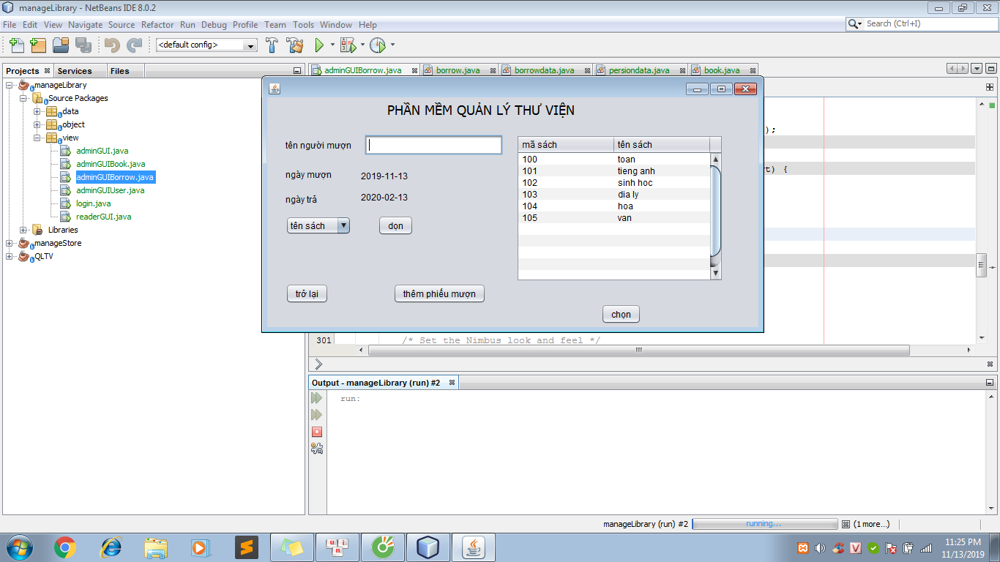 manageLibrary - NetBeans IDE 8.0.2
File Edit View Navigate Source Refactor Run Debug Profile Team Tools Window Help
Search (Ctrl+I)
<default config>
Projects Services Files
adminGUIBorrow.java borrow.java borrowdata.java persiondata.java book.java
manageLibrary
Source Packages
data
object
view
adminGUI.java
adminGUIBook.java
adminGUIBorrow.java
adminGUIUser.java
login.java
readerGUI.java
Libraries
manageStore
QLTV
PHẦN MỀM QUẢN LÝ THƯ VIỆN
tên người mượn
ngày mượn 2019-11-13
ngày trả 2020-02-13
tên sách dọn
trở lại thêm phiếu mượn
mã sách tên sách
100 toan
101 tieng anh
102 sinh hoc
103 dia ly
104 hoa
105 van
chọn
);
t) {
301 /* Set the Nimbus look and feel */
Output - manageLibrary (run) #2
run:
manageLibrary (run) #2 running... (1 more...)
11:25 PM
11/13/2019